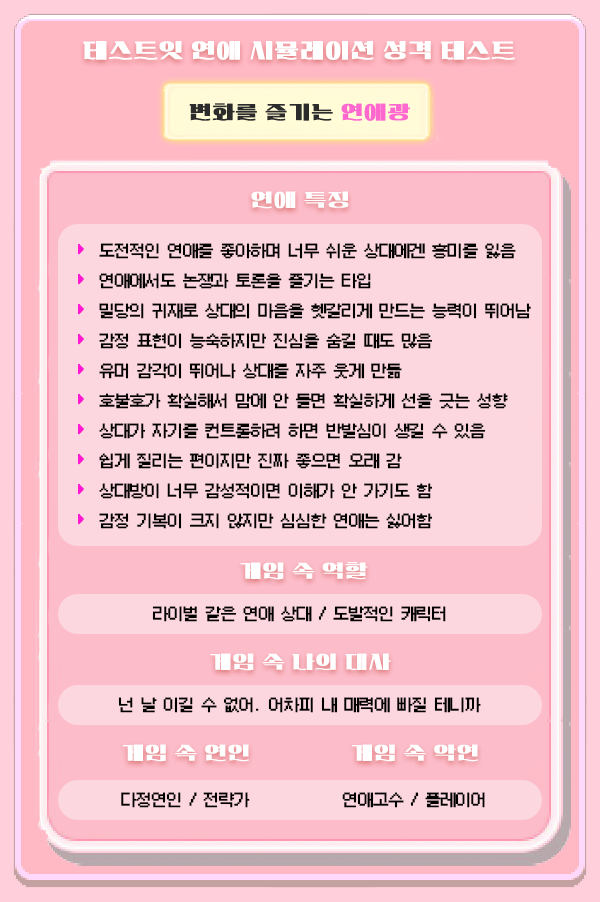 테스트잇 연애 시뮬레이션 성격 테스트
변화를 즐기는 연애광
연애 특징
도전적인 연애를 좋아하며 너무 쉬운 상대에겐 흥미를 잃음
연애에서도 논쟁과 토론을 즐기는 타입
밀당의 귀재로 상대의 마음을 헷갈리게 만드는 능력이 뛰어남
감정 표현이 능숙하지만 진심을 숨길 때도 많음
유머 감각이 뛰어나 상대를 자주 웃게 만듦
호불호가 확실해서 맘에 안 들면 확실하게 선을 긋는 성향
상대가 자기를 컨트롤하려 하면 반발심이 생길 수 있음
쉽게 질리는 편이지만 진짜 좋으면 오래 감
상대방이 너무 감성적이면 이해가 안 가기도 함
감정 기복이 크지 않지만 심심한 연애는 싫어함
게임 속 역할
라이벌 같은 연애 상대 / 도발적인 캐릭터
게임 속 나의 대사
넌 날 이길 수 없어. 어차피 내 매력에 빠질 테니까
게임 속 연인
다정연인 / 전략가
게임 속 악연
연애고수 / 플레이어